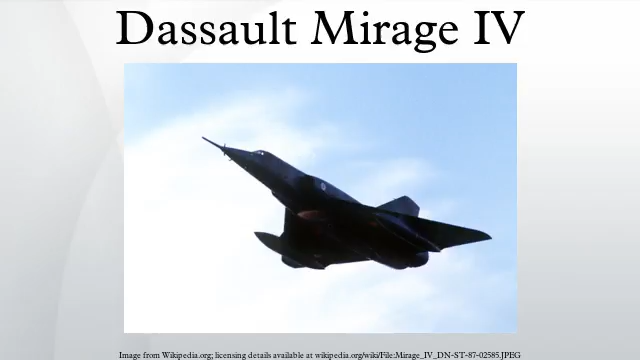 Dassault Mirage IV
Image from Wikipedia.org; licensing details available at wikipedia.org/wiki/File:Mirage_IV_DN-ST-87-02585.JPEG